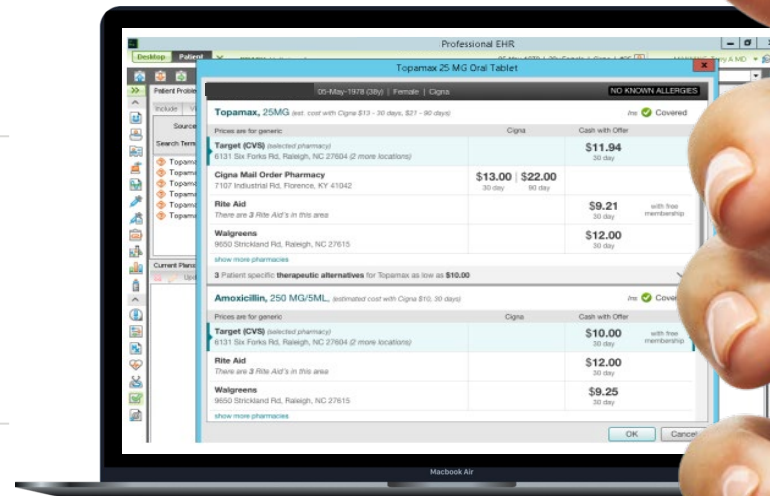 Professional EHR
Desktop Patient
Topamax 25 MG Oral Tablet
Patient Proble
05-May-1978 (38y) | Female | Cigna NO KNOWN ALLERGIES
Include
Source
Search Term
Topamax, 25MG (est. cost with Cigna $13 - 30 days, $21 - 90 days) Ins Covered
Prices are for generic Cigna Cash with Offer
Target (CVS) (selected pharmacy) $11.94
6131 Six Forks Rd, Raleigh, NC 27604 (2 more locations) 30 day
Cigna Mail Order Pharmacy $13.00 | $22.00
7107 Industrial Rd, Florence, KY 41042 30 day 90 day
Rite Aid $9.21 with free
There are 3 Rite Aid's in this area 30 day membership
Walgreens $12.00
9650 Strickland Rd, Raleigh, NC 27615 30 day
show more pharmacies
Current Plans
3 Patient specific therapeutic alternatives for Topamax as low as $10.00
Amoxicillin, 250 MG/5ML, (estimated cost with Cigna $10, 30 days) Ins Cover
Prices are for generic Cigna Cash with Offer
Target (CVS) (selected pharmacy) $10.00 with free
6131 Six Forks Rd, Raleigh, NC 27604 (2 more locations) 30 day membership
Rite Aid $12.00
There are 3 Rite Aid's in this area 30 day
Walgreens $9.25
9650 Strickland Rd, Raleigh, NC 27615 30 day
show more pharmacies
OK Cancel
Macbook Air